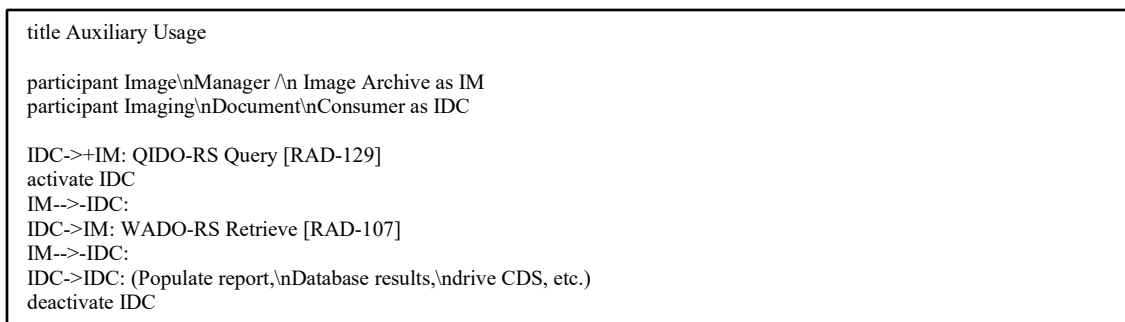 title Auxiliary Usage
participant Image\nManager /\n Image Archive as IM
participant Imaging\nDocument\nConsumer as IDC
IDC->+IM: QIDO-RS Query [RAD-129]
activate IDC
IM-->-IDC:
IDC->IM: WADO-RS Retrieve [RAD-107]
IM-->-IDC:
IDC->IDC: (Populate report,\nDatabase results,\ndrive CDS, etc.)
deactivate IDC